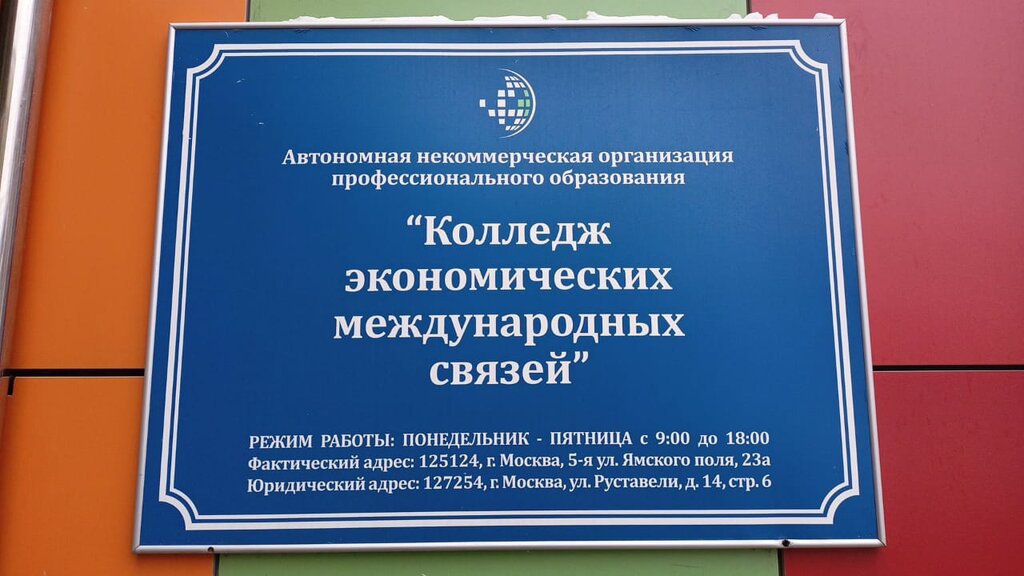 Автономная некоммерческая организация
профессионального образования
“Колледж
экономических
международных
связей”
РЕЖИМ РАБОТЫ: ПОНЕДЕЛЬНИК - ПЯТНИЦА с 9:00 до 18:00
Фактический адрес: 125124, г. Москва, 5-я ул. Ямского поля, 23а
Юридический адрес: 127254, г. Москва, ул. Руставели, д. 14, стр. 6